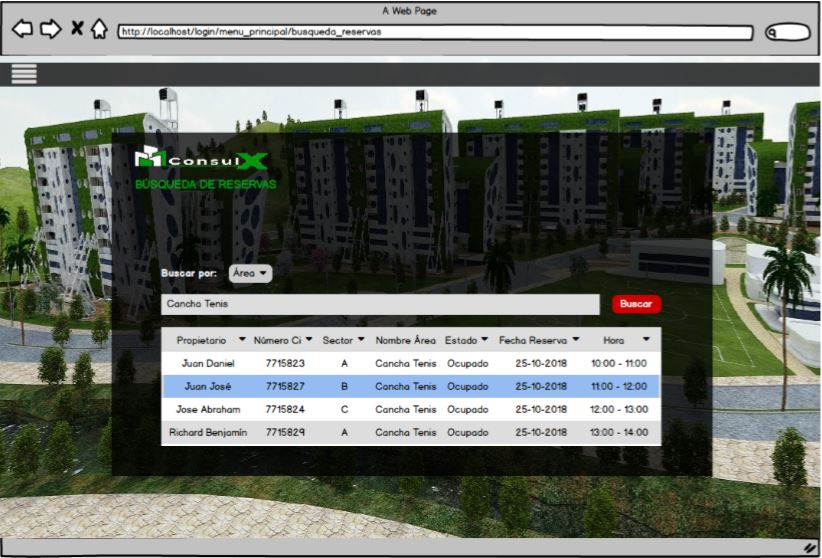 A Web Page
http://localhost/login/menu_principal/busqueda_reservas
ConsulX
BÚSQUEDA DE RESERVAS
Buscar por: Área
Cancha Tenis Buscar
Propietario Número Ci Sector Nombre Área Estado Fecha Reserva Hora
Juan Daniel 7715823 A Cancha Tenis Ocupado 25-10-2018 10:00 - 11:00
Juan José 7715827 B Cancha Tenis Ocupado 25-10-2018 11:00 - 12:00
Jose Abraham 7715824 C Cancha Tenis Ocupado 25-10-2018 12:00 - 13:00
Richard Benjamín 7715829 A Cancha Tenis Ocupado 25-10-2018 13:00 - 14:00